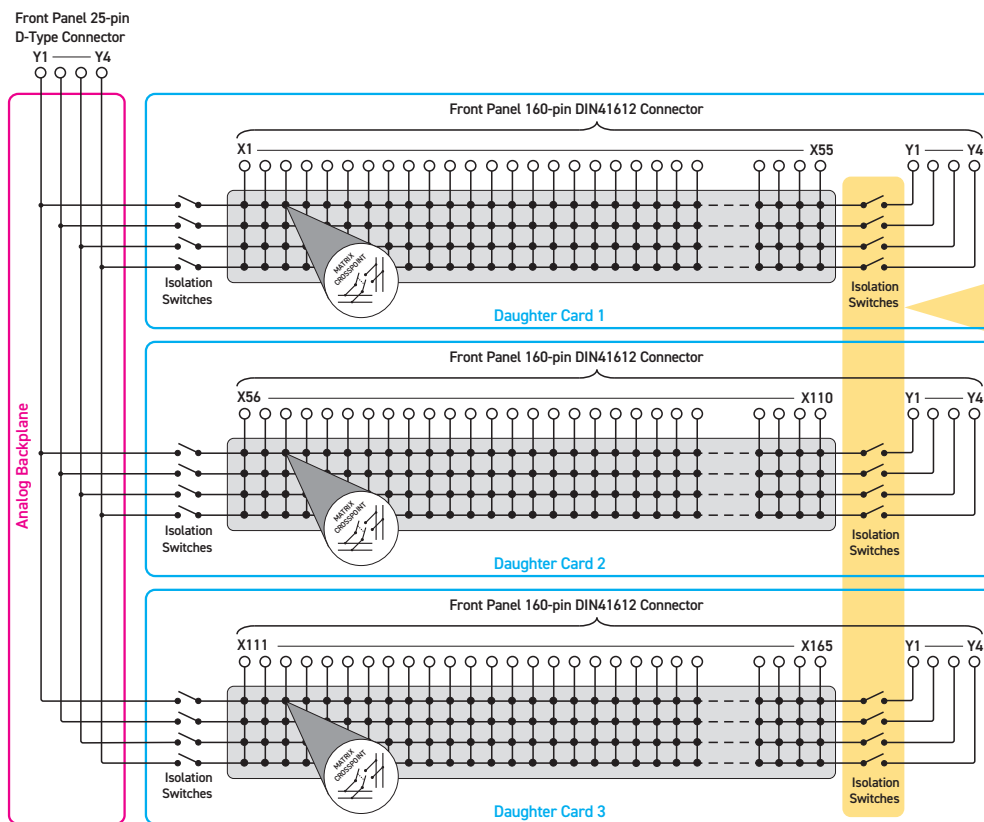 Front Panel 25-pin
D-Type Connector
Y1 Y4
Analog Backplane
Front Panel 160-pin DIN41612 Connector
X1 X55 Y1 Y4
MATRIX
CROSSPOINT
Isolation
Switches
Isolation
Switches
Daughter Card 1
Front Panel 160-pin DIN41612 Connector
X56 X110 Y1 Y4
MATRIX
CROSSPOINT
Isolation
Switches
Isolation
Switches
Daughter Card 2
Front Panel 160-pin DIN41612 Connector
X111 X165 Y1 Y4
MATRIX
CROSSPOINT
Isolation
Switches
Isolation
Switches
Daughter Card 3